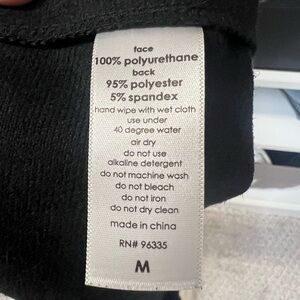 face
100% polyurethane
back
95% polyester
5% spandex
hand wipe with wet cloth
use under
40 degree water
air dry
do not use
alkaline detergent
do not machine wash
do not bleach
do not iron
do not dry clean
made in china
RN# 96335
M